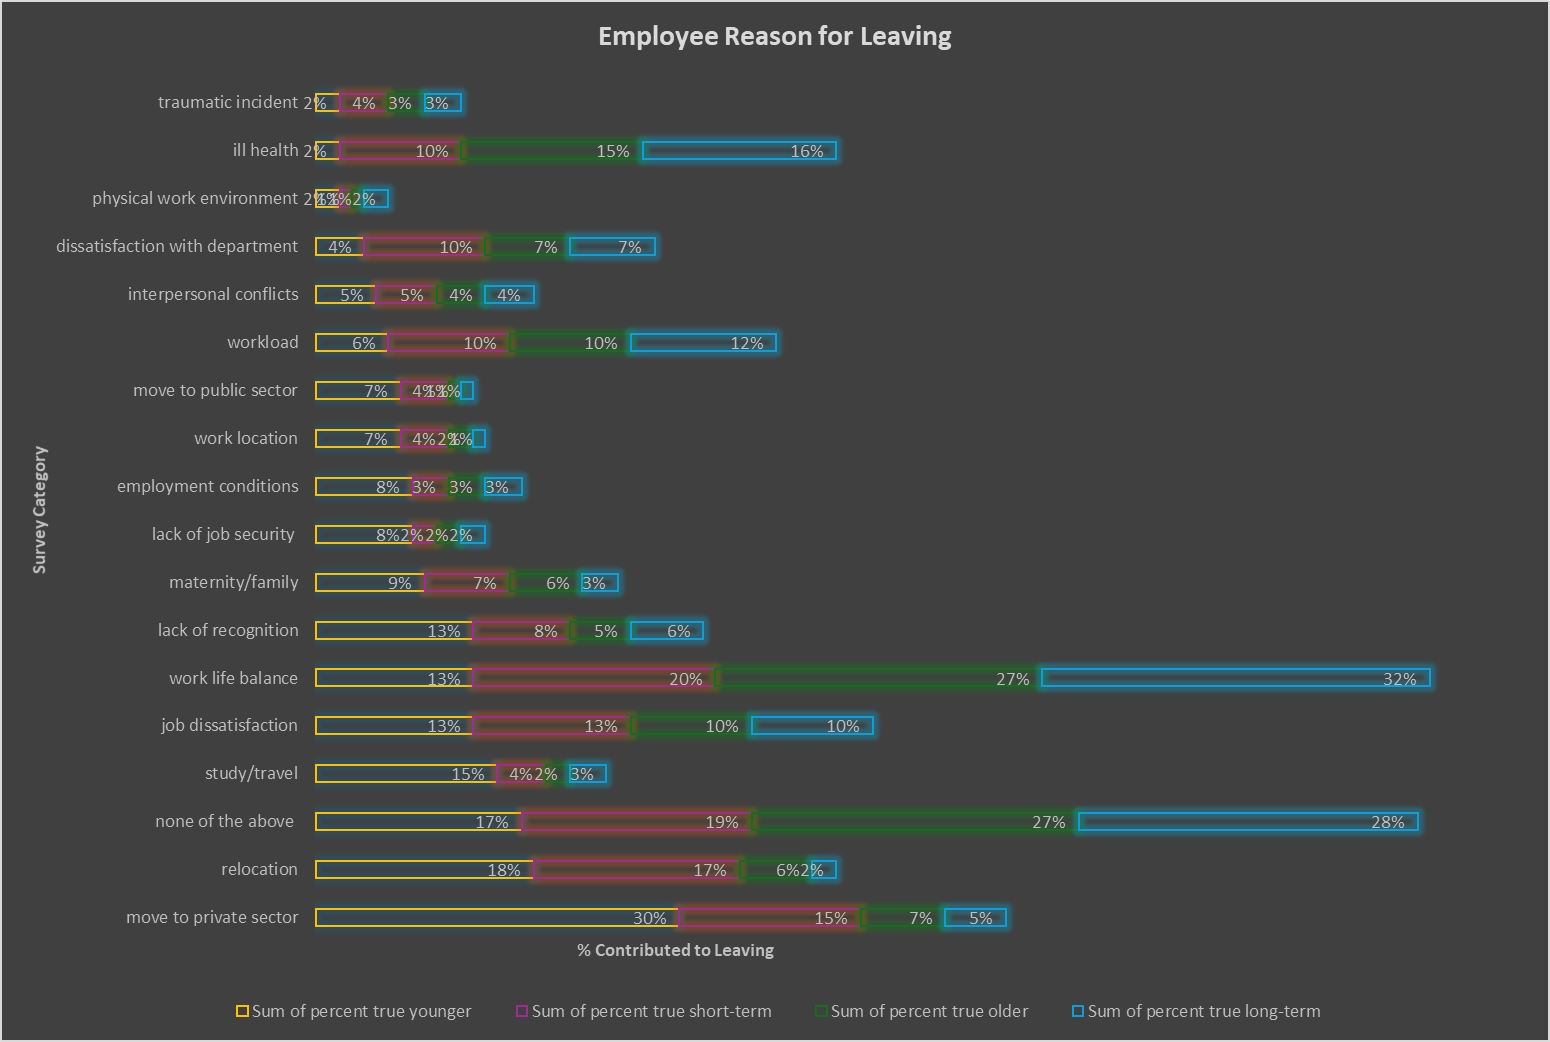 Employee Reason for Leaving
traumatic incident 2% 4% 3% 3%
ill health 2% 10% 15% 16%
physical work environment 2% 1% 1% 2%
dissatisfaction with department 4% 10% 7% 7%
interpersonal conflicts 5% 5% 4% 4%
workload 6% 10% 10% 12%
move to public sector 7% 4% 1% 1%
work location 7% 4% 2% 1%
employment conditions 8% 3% 3% 3%
lack of job security 8% 2% 2% 2%
maternity/family 9% 7% 6% 3%
lack of recognition 13% 8% 5% 6%
work life balance 13% 20% 27% 32%
job dissatisfaction 13% 13% 10% 10%
study/travel 15% 4% 2% 3%
none of the above 17% 19% 27% 28%
relocation 18% 17% 6% 2%
move to private sector 30% 15% 7% 5%
Survey Category
% Contributed to Leaving
Sum of percent true younger Sum of percent true short-term Sum of percent true older Sum of percent true long-term